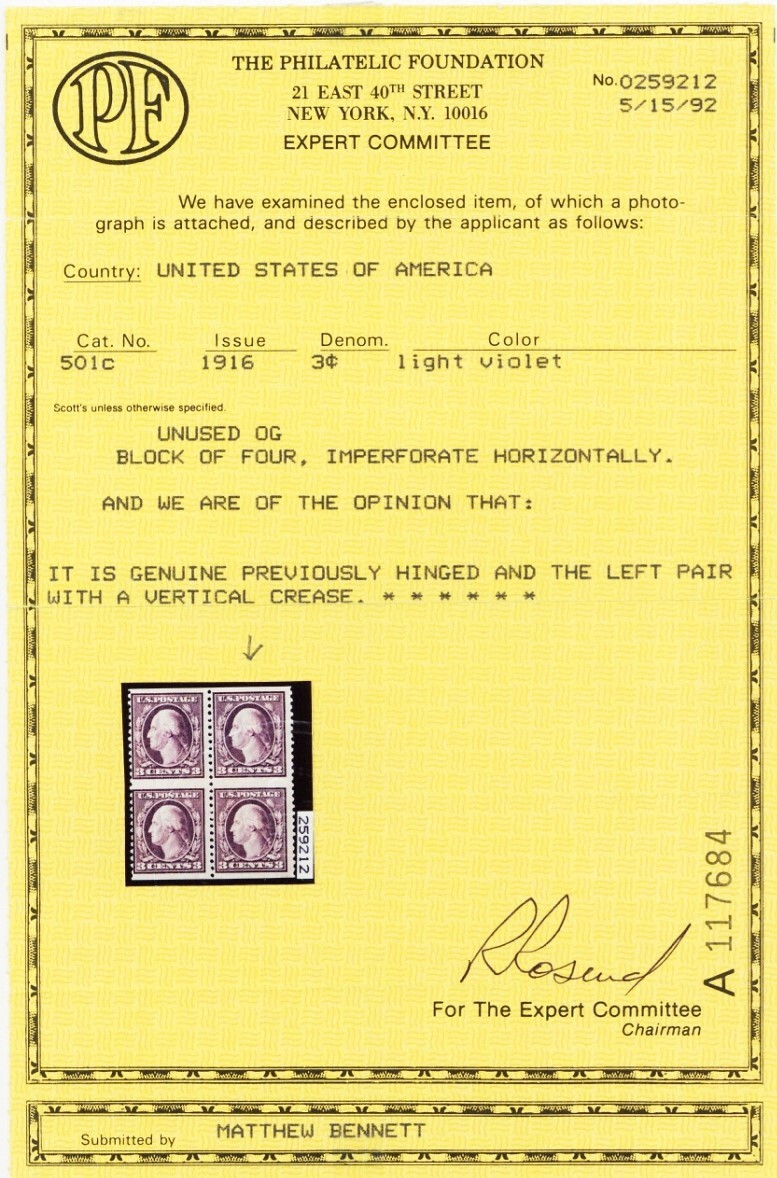 PF
THE PHILATELIC FOUNDATION
21 EAST 40TH STREET
NEW YORK, N.Y. 10016
EXPERT COMMITTEE
No. 0259212
5/15/92
We have examined the enclosed item, of which a photo-
graph is attached, and described by the applicant as follows:
Country: UNITED STATES OF AMERICA
Cat. No. Issue Denom. Color
501c 1916 3¢ light violet
Scott's unless otherwise specified.
UNUSED OG
BLOCK OF FOUR, IMPERFORATE HORIZONTALLY.
AND WE ARE OF THE OPINION THAT:
IT IS GENUINE PREVIOUSLY HINGED AND THE LEFT PAIR
WITH A VERTICAL CREASE. * * * * * *
U.S.POSTAGE U.S.POSTAGE
3 CENTS 3 3 CENTS 3
U.S.POSTAGE U.S.POSTAGE
3 CENTS 3 3 CENTS 3
259212
A 117684
For The Expert Committee
Chairman
Submitted by MATTHEW BENNETT